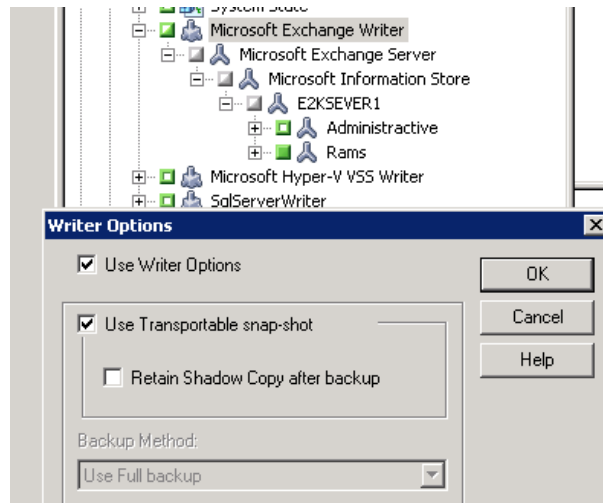 System State
Microsoft Exchange Writer
Microsoft Exchange Server
Microsoft Information Store
E2KSEVER1
Administractive
Rams
Microsoft Hyper-V VSS Writer
SqlServerWriter
Writer Options
Use Writer Options
OK
Use Transportable snap-shot
Cancel
Retain Shadow Copy after backup
Help
Backup Method:
Use Full backup